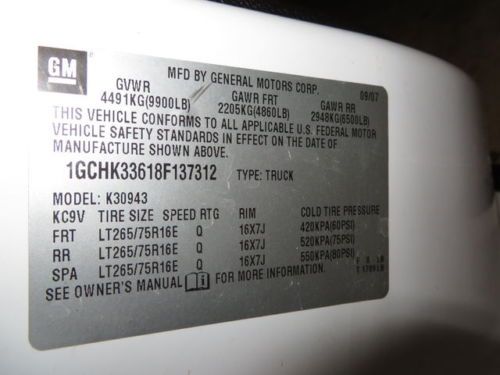 GM
MFD BY GENERAL MOTORS CORP. 09/07
GVWR GAWR FRT GAWR RR
4491KG(9900LB) 2205KG(4860LB) 2948KG(6500LB)
THIS VEHICLE CONFORMS TO ALL APPLICABLE U.S. FEDERAL MOTOR
VEHICLE SAFETY STANDARDS IN EFFECT ON THE DATE OF
MANUFACTURE SHOWN ABOVE.
1GCHK33618F137312 TYPE: TRUCK
MODEL: K30943
KC9V TIRE SIZE SPEED RTG RIM COLD TIRE PRESSURE
FRT LT265/75R16E Q 16X7J 420KPA(60PSI)
RR LT265/75R16E Q 16X7J 520KPA(75PSI)
SPA LT265/75R16E Q 16X7J 550KPA(80PSI)
SEE OWNER'S MANUAL FOR MORE INFORMATION.